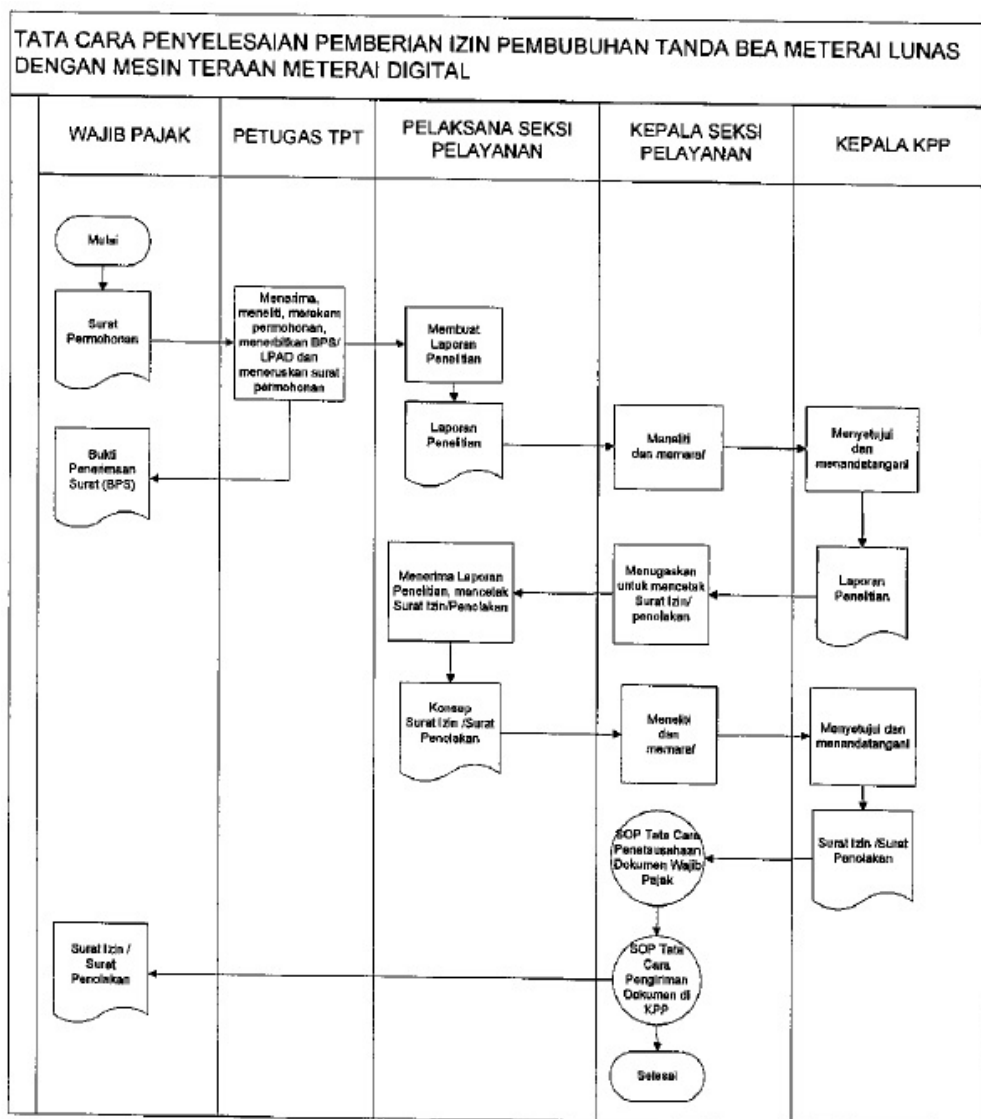 TATA CARA PENYELESAIAN PEMBERIAN IZIN PEMBUBUHAN TANDA BEA METERAI LUNAS
DENGAN MESIN TERAAN METERAI DIGITAL
WAJIB PAJAK
PETUGAS TPT
PELAKSANA SEKSI
PELAYANAN
KEPALA SEKSI
PELAYANAN
KEPALA KPP
Mulai
Surat
Permohonan
Menerima,
meneliti, merekam
permohonan,
menerbitkan BPS/
LPAD dan
meneruskan surat
permohonan
Membuat
Laporan
Penelitian
Laporan
Penelitian
Meneliti
dan memaraf
Menyetujui
dan
menandatangani
Bukti
Penerimaan
Surat (BPS)
Laporan
Penelitian
Menugaskan
untuk mencetak
Surat Izin/
penolakan
Menerima Laporan
Penelitian, mencetak
Surat Izin/Penolakan
Konsep
Surat Izin /Surat
Penolakan
Meneliti
dan
memaraf
Menyetujui dan
menandatangani
Surat Izin /Surat
Penolakan
SOP Tata Cara
Penatausahaan
Dokumen Wajib
Pajak
SOP Tata
Cara
Pengiriman
Dokumen di
KPP
Surat Izin /
Surat
Penolakan
Selesai